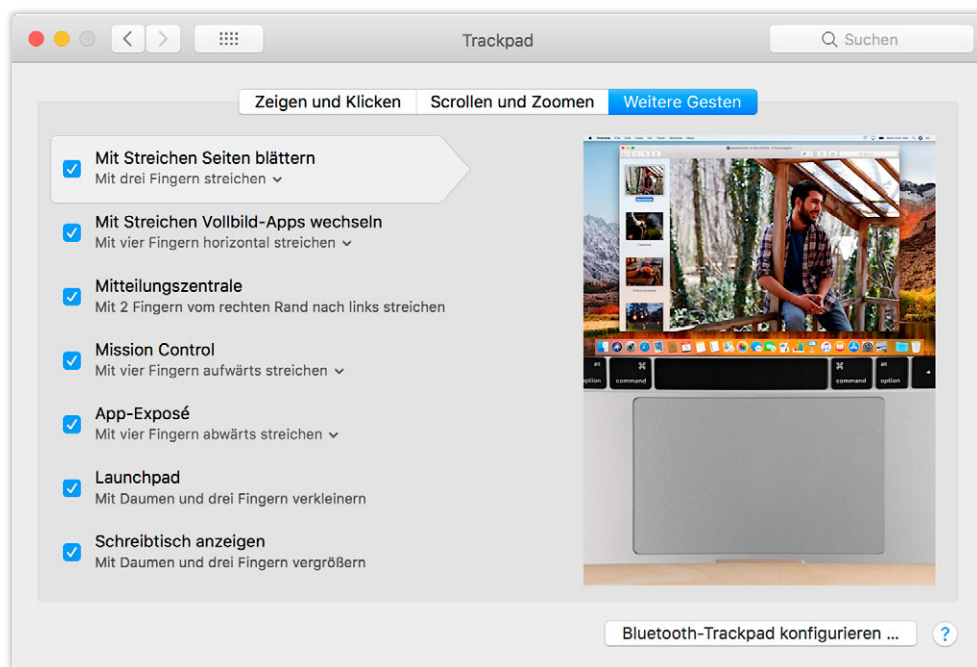 Trackpad
Suchen
Zeigen und Klicken
Scrollen und Zoomen
Weitere Gesten
Mit Streichen Seiten blättern
Mit drei Fingern streichen
Mit Streichen Vollbild-Apps wechseln
Mit vier Fingern horizontal streichen
Mitteilungszentrale
Mit 2 Fingern vom rechten Rand nach links streichen
Mission Control
Mit vier Fingern aufwärts streichen
App-Exposé
Mit vier Fingern abwärts streichen
Launchpad
Mit Daumen und drei Fingern verkleinern
Schreibtisch anzeigen
Mit Daumen und drei Fingern vergrößern
alt
option
⌘
command
⌘
command
alt
option
Bluetooth-Trackpad konfigurieren ...
?